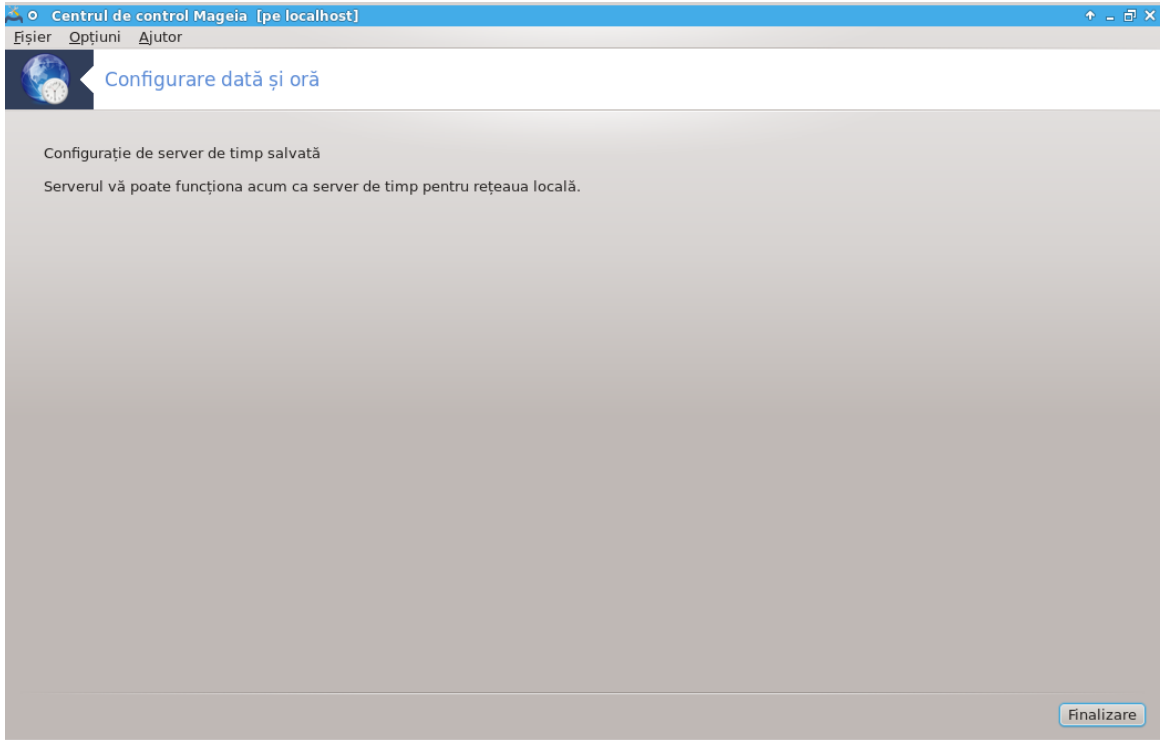 Centrul de control Mageia [pe localhost]
Fișier Opțiuni Ajutor
Configurare dată și oră
Configurație de server de timp salvată
Serverul vă poate funcționa acum ca server de timp pentru rețeaua locală.
Finalizare